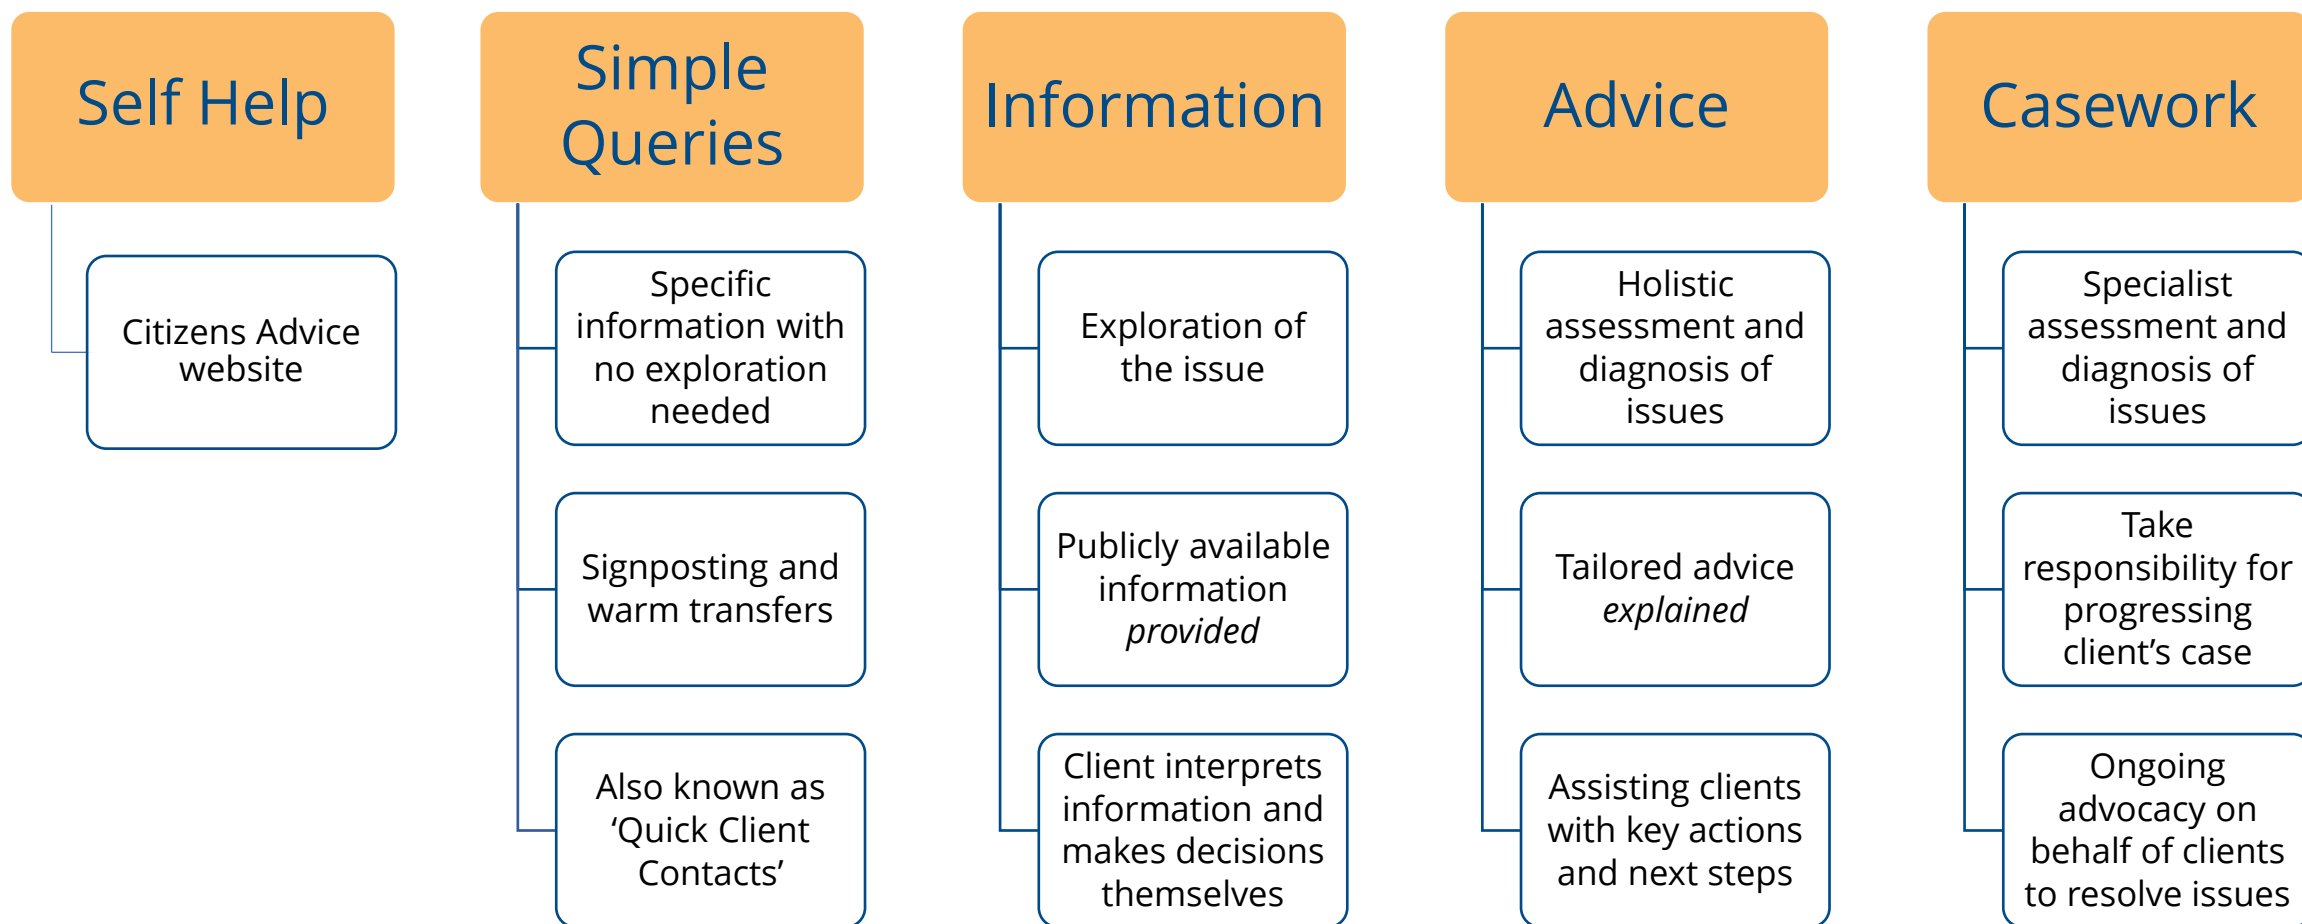 Self Help
Citizens Advice
website
Simple
Queries
Specific
information with
no exploration
needed
Signposting and
warm transfers
Also known as
‘Quick Client
Contacts’
Information
Exploration of
the issue
Publicly available
information
provided
Client interprets
information and
makes decisions
themselves
Advice
Holistic
assessment and
diagnosis of
issues
Tailored advice
explained
Assisting clients
with key actions
and next steps
Casework
Specialist
assessment and
diagnosis of
issues
Take
responsibility for
progressing
client’s case
Ongoing
advocacy on
behalf of clients
to resolve issues